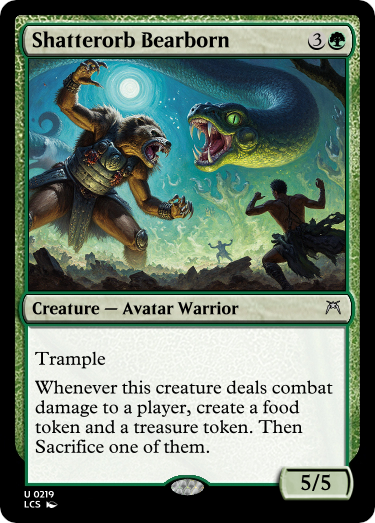 Shatterorb Bearborn 3
Creature — Avatar Warrior
Trample
Whenever this creature deals combat
damage to a player, create a food
token and a treasure token. Then
Sacrifice one of them.
5/5
U 0219
LCS